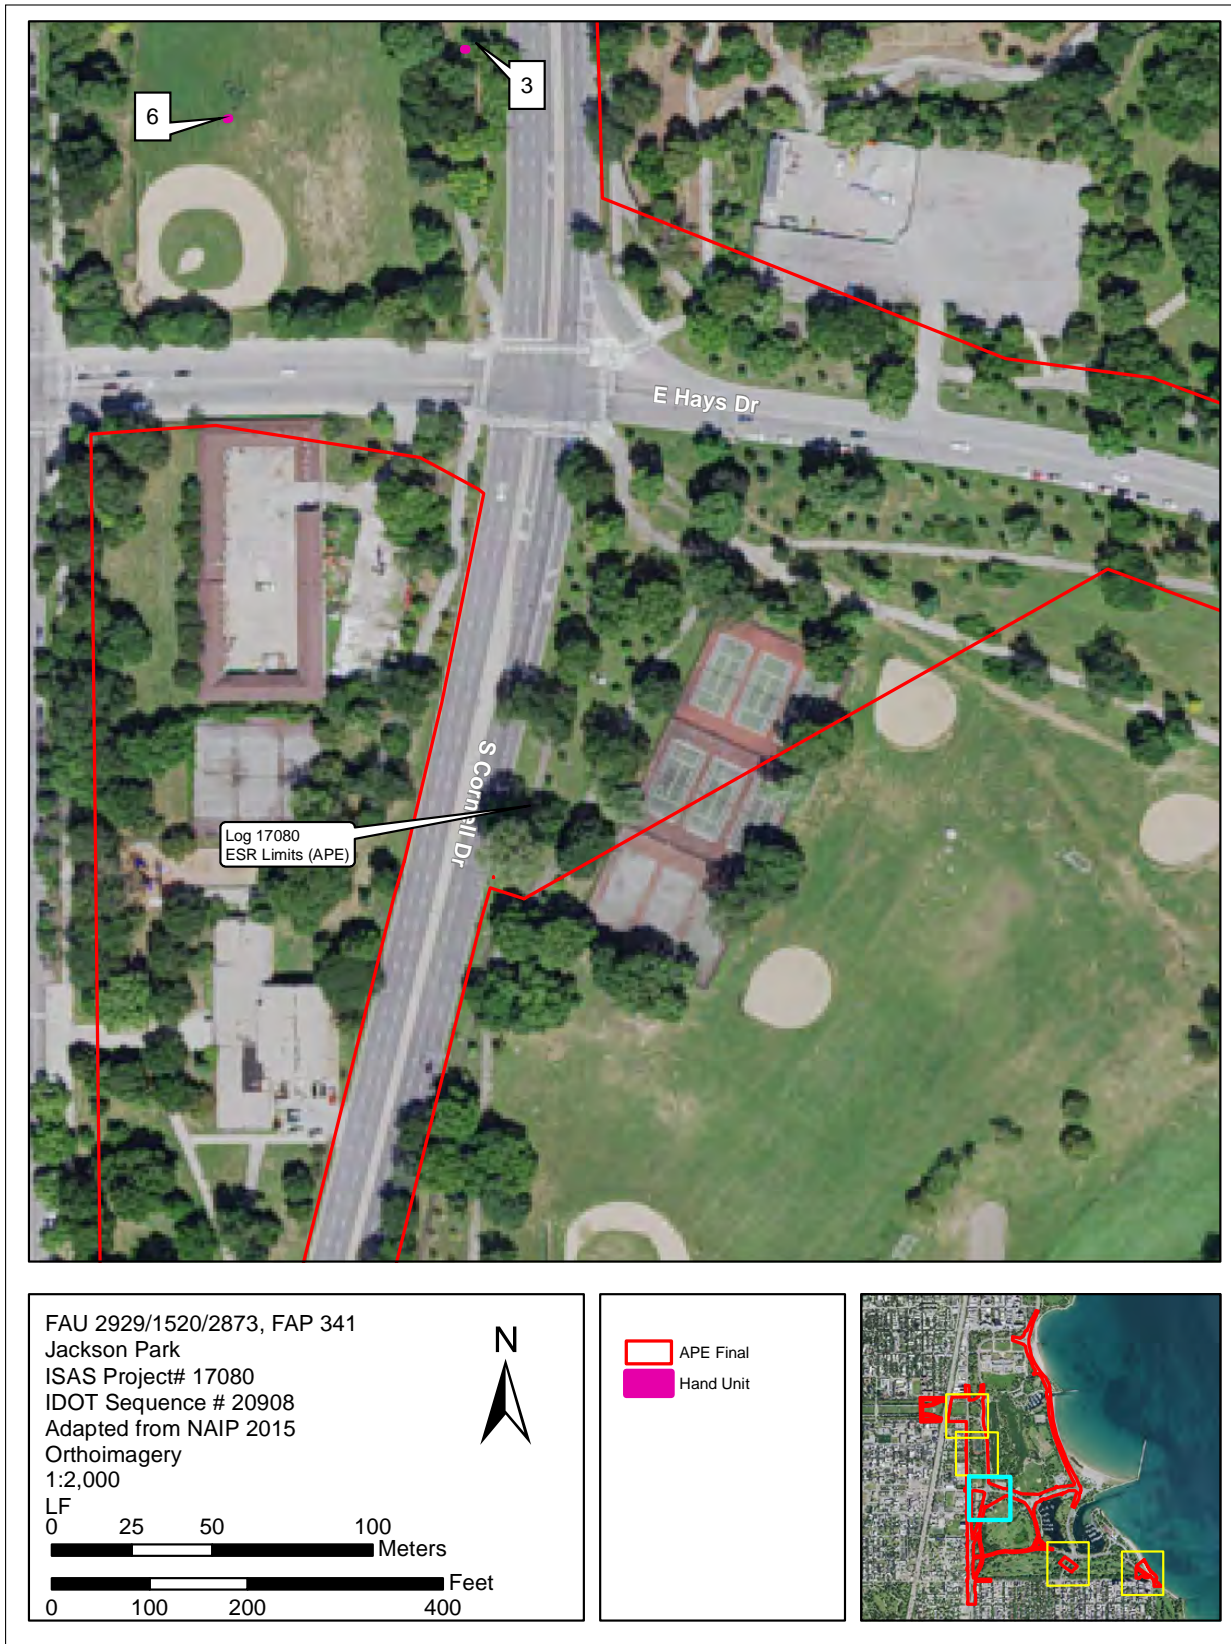 3
6
E Hays Dr
S Cornell Dr
Log 17080
ESR Limits (APE)
FAU 2929/1520/2873, FAP 341
Jackson Park
ISAS Project# 17080
IDOT Sequence # 20908
Adapted from NAIP 2015
Orthoimagery
1:2,000
LF
N
0 25 50 100
Meters
Feet
0 100 200 400
APE Final
Hand Unit